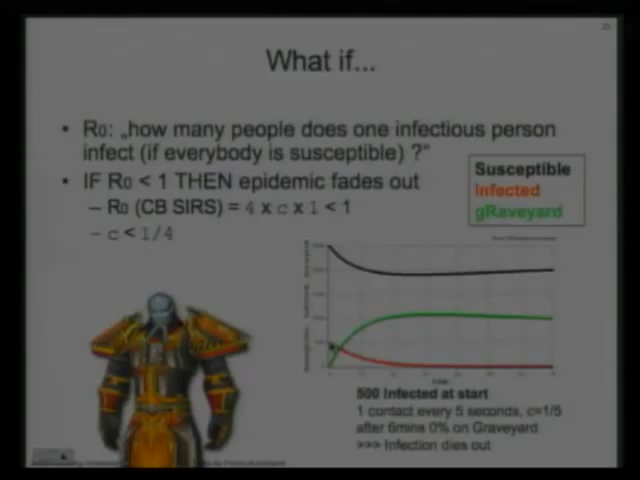 What if...
• R0: „how many people does one infectious person
infect (if everybody is susceptible) ?"
• IF R0 < 1 THEN epidemic fades out
– R0 (CB SIRS) = 4 x c x 1 < 1
– c < 1/4
Susceptible
Infected
gRaveyard
500 Infected at start
1 contact every 5 seconds, c=1/5
after 6mins 0% on Graveyard
>>> Infection dies out